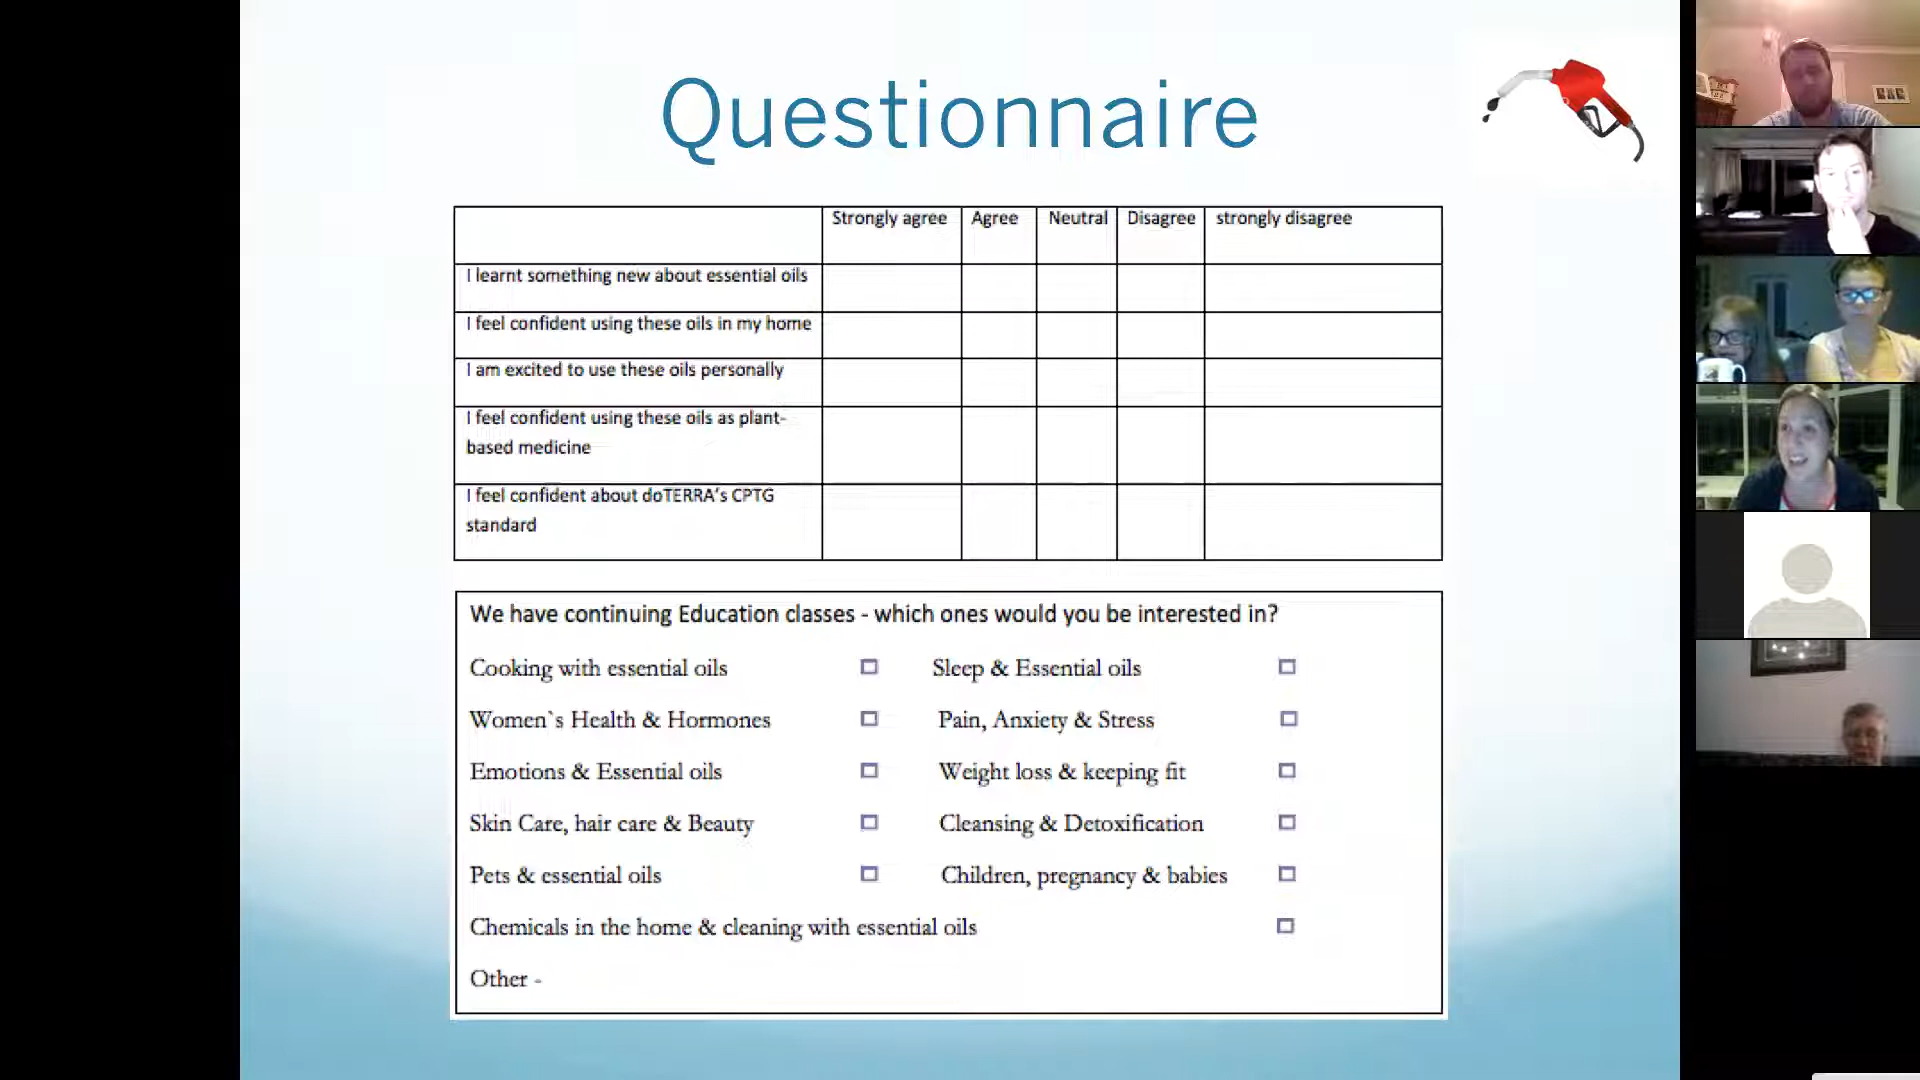 Questionnaire
Strongly agree Agree Neutral Disagree strongly disagree
I learnt something new about essential oils
I feel confident using these oils in my home
I am excited to use these oils personally
I feel confident using these oils as plant-
based medicine
I feel confident about doTERRA's CPTG
standard
We have continuing Education classes - which ones would you be interested in?
Cooking with essential oils Sleep & Essential oils
Women`s Health & Hormones Pain, Anxiety & Stress
Emotions & Essential oils Weight loss & keeping fit
Skin Care, hair care & Beauty Cleansing & Detoxification
Pets & essential oils Children, pregnancy & babies
Chemicals in the home & cleaning with essential oils
Other -